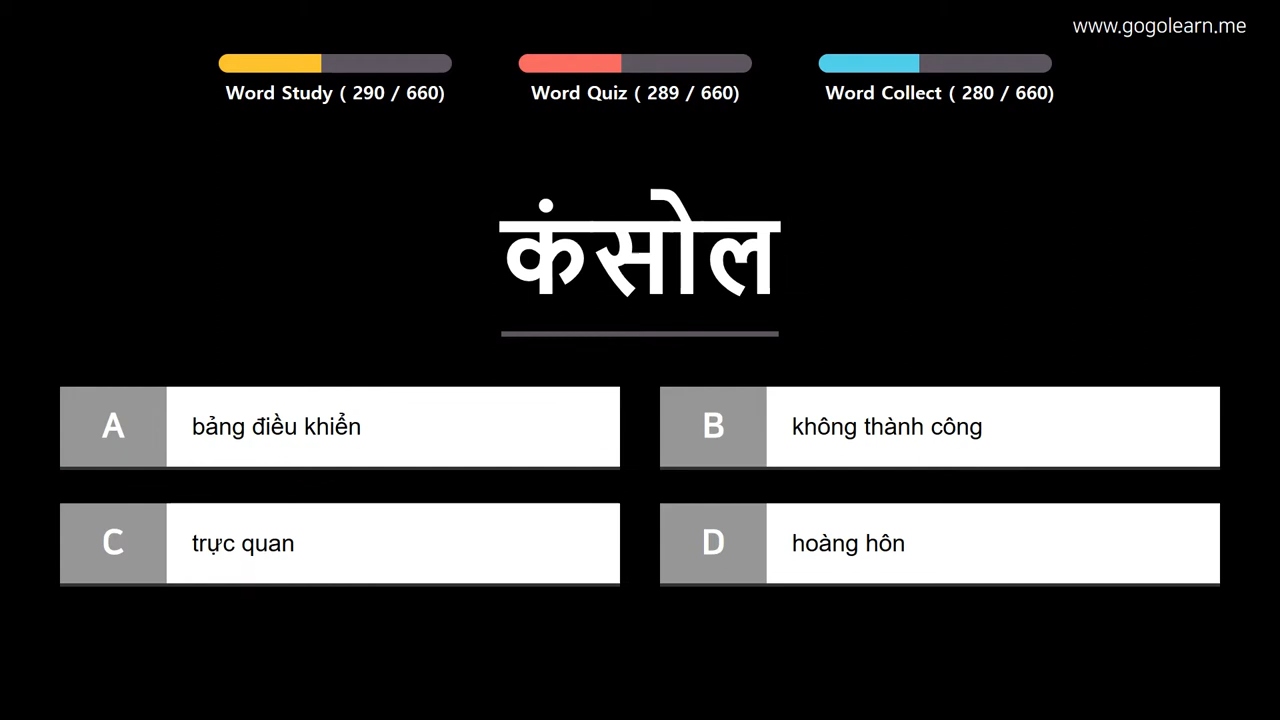 www.gogolearn.me
Word Study ( 290 / 660)
Word Quiz ( 289 / 660)
Word Collect ( 280 / 660)
कंसोल
A bảng điều khiển
B không thành công
C trực quan
D hoàng hôn